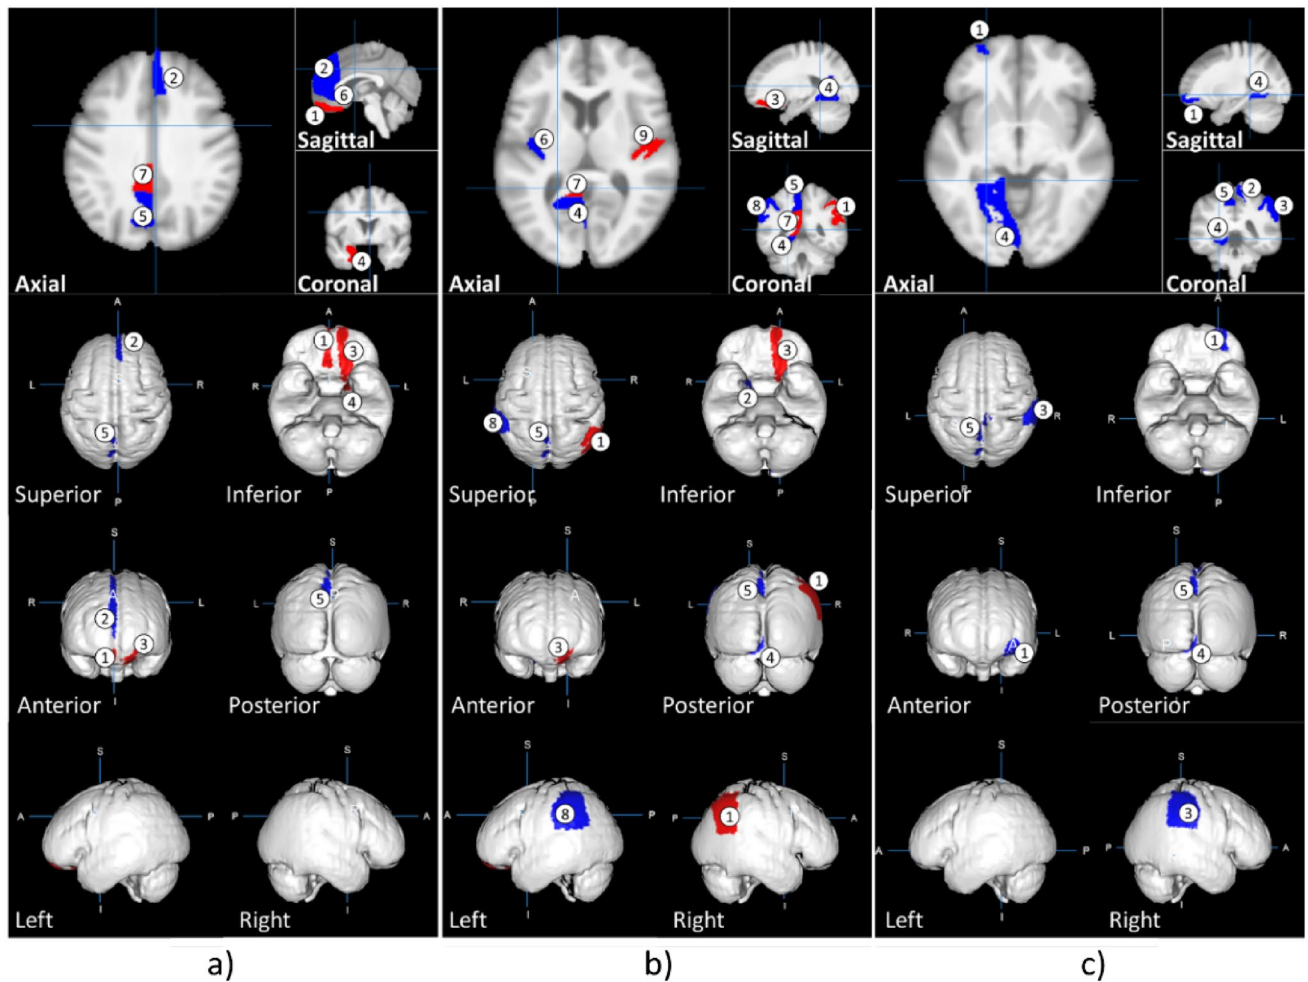 2
7
5
Axial
2
6
1
Sagittal
4
Coronal
6
9
7
4
Axial
3
4
Sagittal
5
8
7
1
4
Coronal
1
4
Axial
4
1
Sagittal
5
2
3
4
Coronal
A
2
L
R
5
Superior
P
A
1
3
R
L
4
Inferior
P
A
S
L
R
8
5
1
Superior
P
A
3
R
L
2
Inferior
P
A
L
3
R
5
Superior
A
1
R
L
Inferior
P
S
A
R
L
2
3
1
Anterior
I
S
5
P
L
R
Posterior
S
A
R
L
3
Anterior
I
S
1
5
L
R
4
Posterior
S
R
L
A
1
Anterior
I
S
5
L
R
P
4
Posterior
I
S
A
P
Left
I
S
P
A
Right
I
S
A
8
P
Left
I
S
P
1
A
Right
I
S
A
P
Left
I
S
3
P
A
Right
I
a)
b)
c)